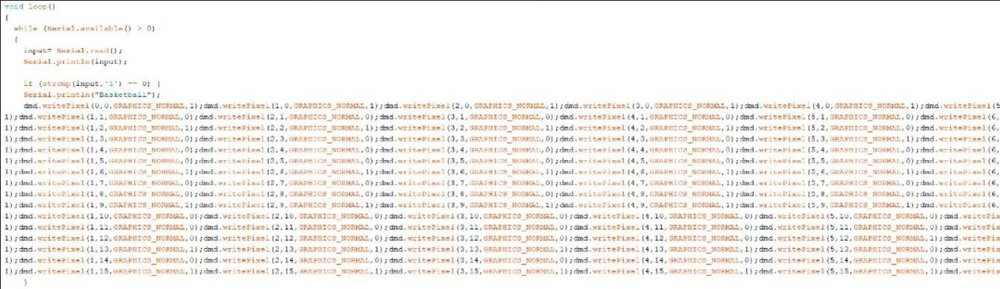 void loop()
{
while (Serial.available() > 0)
{
input= Serial.read();
Serial.println(input);
if (strcmp(input,'1') == 0) {
Serial.println("Basketball");
dmd.writePixel(0,0,GRAPHICS_NORMAL,1);dmd.writePixel(1,0,GRAPHICS_NORMAL,1);dmd.writePixel(2,0,GRAPHICS_NORMAL,1);dmd.writePixel(3,0,GRAPHICS_NORMAL,1);dmd.writePixel(4,0,GRAPHICS_NORMAL,1);dmd.writePixel(5
1);dmd.writePixel(1,1,GRAPHICS_NORMAL,0);dmd.writePixel(2,1,GRAPHICS_NORMAL,0);dmd.writePixel(3,1,GRAPHICS_NORMAL,0);dmd.writePixel(4,1,GRAPHICS_NORMAL,0);dmd.writePixel(5,1,GRAPHICS_NORMAL,0);dmd.writePixel(6,
1);dmd.writePixel(1,2,GRAPHICS_NORMAL,1);dmd.writePixel(2,2,GRAPHICS_NORMAL,1);dmd.writePixel(3,2,GRAPHICS_NORMAL,1);dmd.writePixel(4,2,GRAPHICS_NORMAL,1);dmd.writePixel(5,2,GRAPHICS_NORMAL,0);dmd.writePixel(6,
1);dmd.writePixel(1,3,GRAPHICS_NORMAL,0);dmd.writePixel(2,3,GRAPHICS_NORMAL,0);dmd.writePixel(3,3,GRAPHICS_NORMAL,0);dmd.writePixel(4,3,GRAPHICS_NORMAL,1);dmd.writePixel(5,3,GRAPHICS_NORMAL,0);dmd.writePixel(6,
1);dmd.writePixel(1,4,GRAPHICS_NORMAL,0);dmd.writePixel(2,4,GRAPHICS_NORMAL,0);dmd.writePixel(3,4,GRAPHICS_NORMAL,0);dmd.writePixel(4,4,GRAPHICS_NORMAL,0);dmd.writePixel(5,4,GRAPHICS_NORMAL,1);dmd.writePixel(6,
1);dmd.writePixel(1,5,GRAPHICS_NORMAL,0);dmd.writePixel(2,5,GRAPHICS_NORMAL,0);dmd.writePixel(3,5,GRAPHICS_NORMAL,0);dmd.writePixel(4,5,GRAPHICS_NORMAL,0);dmd.writePixel(5,5,GRAPHICS_NORMAL,0);dmd.writePixel(6,
1);dmd.writePixel(1,6,GRAPHICS_NORMAL,1);dmd.writePixel(2,6,GRAPHICS_NORMAL,1);dmd.writePixel(3,6,GRAPHICS_NORMAL,1);dmd.writePixel(4,6,GRAPHICS_NORMAL,1);dmd.writePixel(5,6,GRAPHICS_NORMAL,1);dmd.writePixel(6,
1);dmd.writePixel(1,7,GRAPHICS_NORMAL,0);dmd.writePixel(2,7,GRAPHICS_NORMAL,0);dmd.writePixel(3,7,GRAPHICS_NORMAL,0);dmd.writePixel(4,7,GRAPHICS_NORMAL,1);dmd.writePixel(5,7,GRAPHICS_NORMAL,0);dmd.writePixel(6,
1);dmd.writePixel(1,8,GRAPHICS_NORMAL,0);dmd.writePixel(2,8,GRAPHICS_NORMAL,0);dmd.writePixel(3,8,GRAPHICS_NORMAL,0);dmd.writePixel(4,8,GRAPHICS_NORMAL,1);dmd.writePixel(5,8,GRAPHICS_NORMAL,0);dmd.writePixel(6,
1);dmd.writePixel(1,9,GRAPHICS_NORMAL,1);dmd.writePixel(2,9,GRAPHICS_NORMAL,1);dmd.writePixel(3,9,GRAPHICS_NORMAL,1);dmd.writePixel(4,9,GRAPHICS_NORMAL,1);dmd.writePixel(5,9,GRAPHICS_NORMAL,1);dmd.writePixel(6,
1);dmd.writePixel(1,10,GRAPHICS_NORMAL,0);dmd.writePixel(2,10,GRAPHICS_NORMAL,0);dmd.writePixel(3,10,GRAPHICS_NORMAL,0);dmd.writePixel(4,10,GRAPHICS_NORMAL,0);dmd.writePixel(5,10,GRAPHICS_NORMAL,0);dmd.writePix
1);dmd.writePixel(1,11,GRAPHICS_NORMAL,0);dmd.writePixel(2,11,GRAPHICS_NORMAL,0);dmd.writePixel(3,11,GRAPHICS_NORMAL,0);dmd.writePixel(4,11,GRAPHICS_NORMAL,0);dmd.writePixel(5,11,GRAPHICS_NORMAL,0);dmd.writePix
1);dmd.writePixel(1,12,GRAPHICS_NORMAL,0);dmd.writePixel(2,12,GRAPHICS_NORMAL,0);dmd.writePixel(3,12,GRAPHICS_NORMAL,0);dmd.writePixel(4,12,GRAPHICS_NORMAL,0);dmd.writePixel(5,12,GRAPHICS_NORMAL,1);dmd.writePix
1);dmd.writePixel(1,13,GRAPHICS_NORMAL,1);dmd.writePixel(2,13,GRAPHICS_NORMAL,1);dmd.writePixel(3,13,GRAPHICS_NORMAL,1);dmd.writePixel(4,13,GRAPHICS_NORMAL,1);dmd.writePixel(5,13,GRAPHICS_NORMAL,0);dmd.writePix
1);dmd.writePixel(1,14,GRAPHICS_NORMAL,0);dmd.writePixel(2,14,GRAPHICS_NORMAL,0);dmd.writePixel(3,14,GRAPHICS_NORMAL,0);dmd.writePixel(4,14,GRAPHICS_NORMAL,0);dmd.writePixel(5,14,GRAPHICS_NORMAL,0);dmd.writePix
1);dmd.writePixel(1,15,GRAPHICS_NORMAL,1);dmd.writePixel(2,15,GRAPHICS_NORMAL,1);dmd.writePixel(3,15,GRAPHICS_NORMAL,1);dmd.writePixel(4,15,GRAPHICS_NORMAL,1);dmd.writePixel(5,15,GRAPHICS_NORMAL,1);dmd.writePix
}